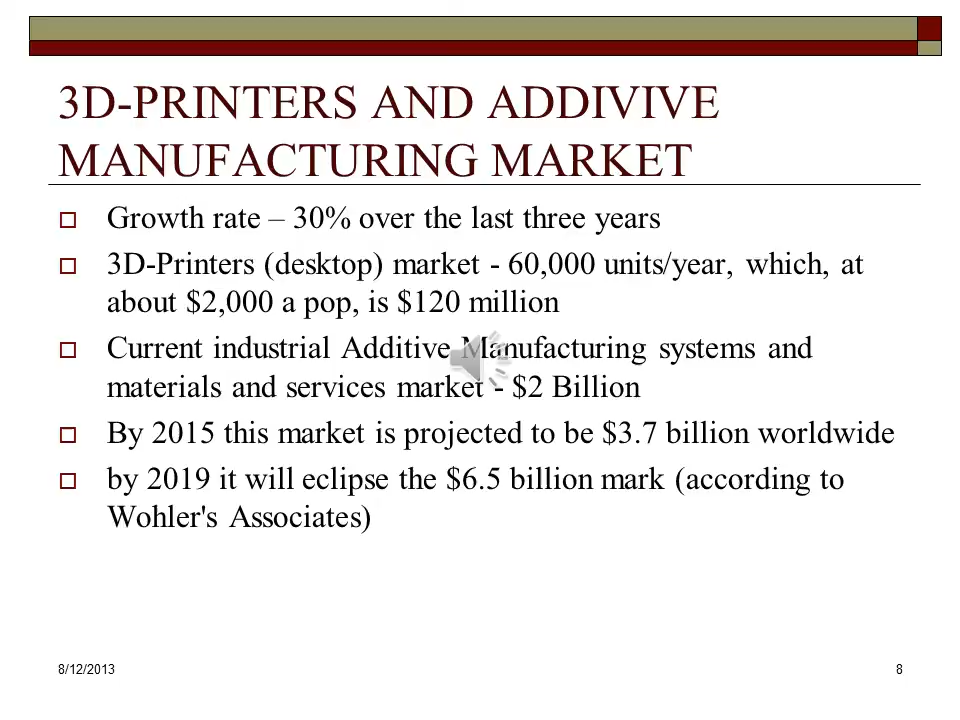 3D-PRINTERS AND ADDIVIVE
MANUFACTURING MARKET
Growth rate – 30% over the last three years
3D-Printers (desktop) market - 60,000 units/year, which, at
about $2,000 a pop, is $120 million
Current industrial Additive Manufacturing systems and
materials and services market - $2 Billion
By 2015 this market is projected to be $3.7 billion worldwide
by 2019 it will eclipse the $6.5 billion mark (according to
Wohler's Associates)
8/12/2013
8